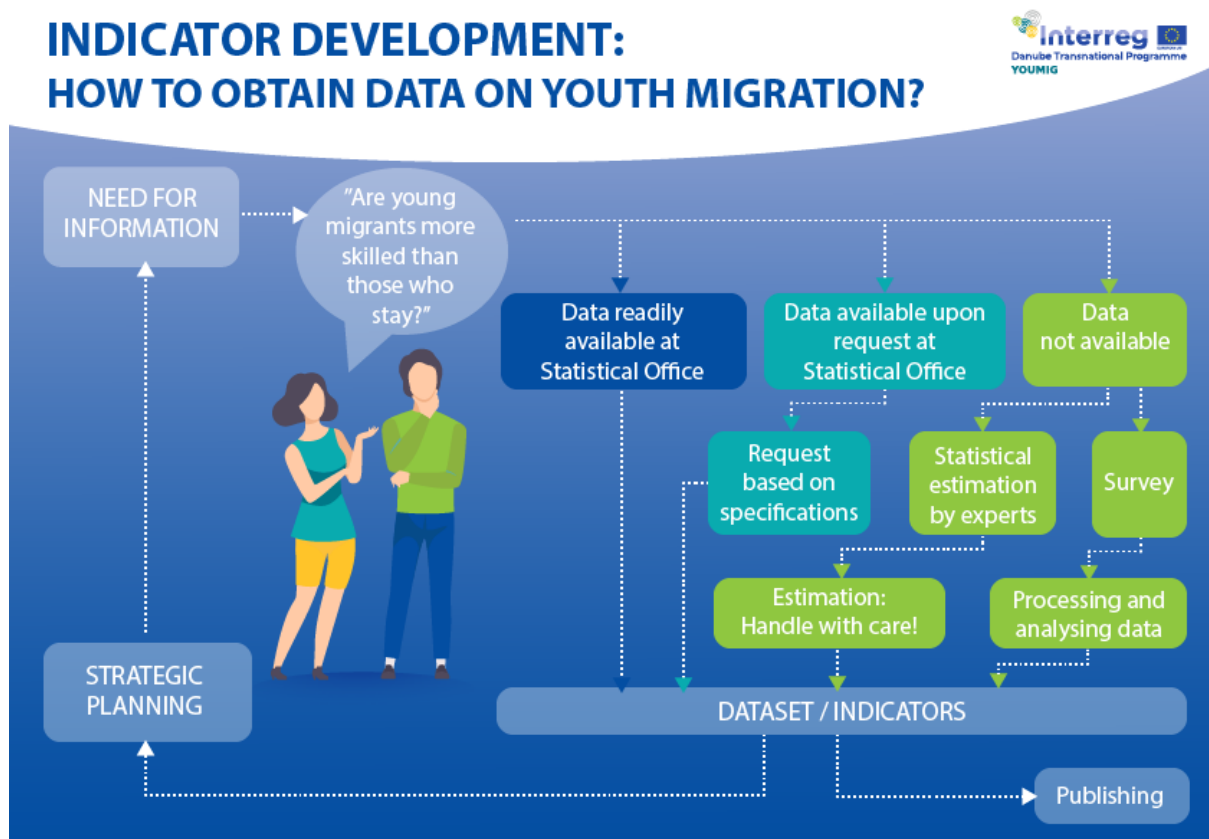 INDICATOR DEVELOPMENT:
HOW TO OBTAIN DATA ON YOUTH MIGRATION?
Interreg
EUROPEAN UNION
Danube Transnational Programme
YOUMIG
NEED FOR
INFORMATION
"Are young
migrants more
skilled than
those who
stay?"
Data readily
available at
Statistical Office
Data available upon
request at
Statistical Office
Data
not available
Request
based on
specifications
Statistical
estimation
by experts
Survey
Estimation:
Handle with care!
Processing and
analysing data
STRATEGIC
PLANNING
DATASET / INDICATORS
Publishing